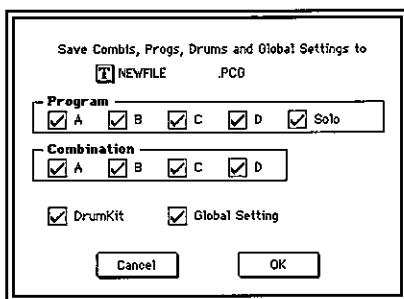 Save Combis, Progs, Drums and Global Settings to
T NEWFILE .PCG
Program
A B C D Solo
Combination
A B C D
DrumKit Global Setting
Cancel OK